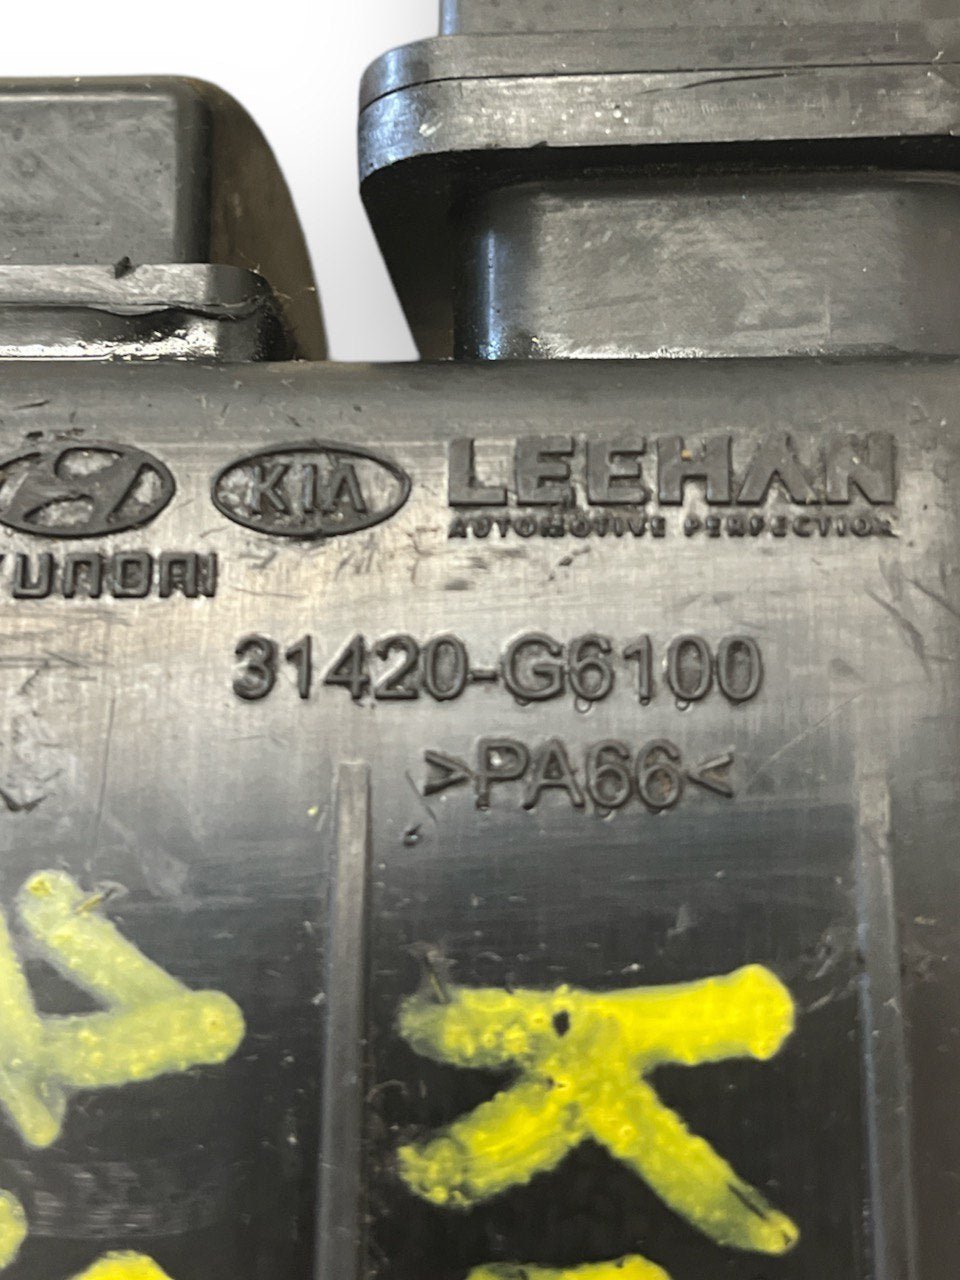 KIA
LEEHAN
AUTOMOTIVE PERFECTION
HYUNDAI
31420-G6100
>PA66<
K